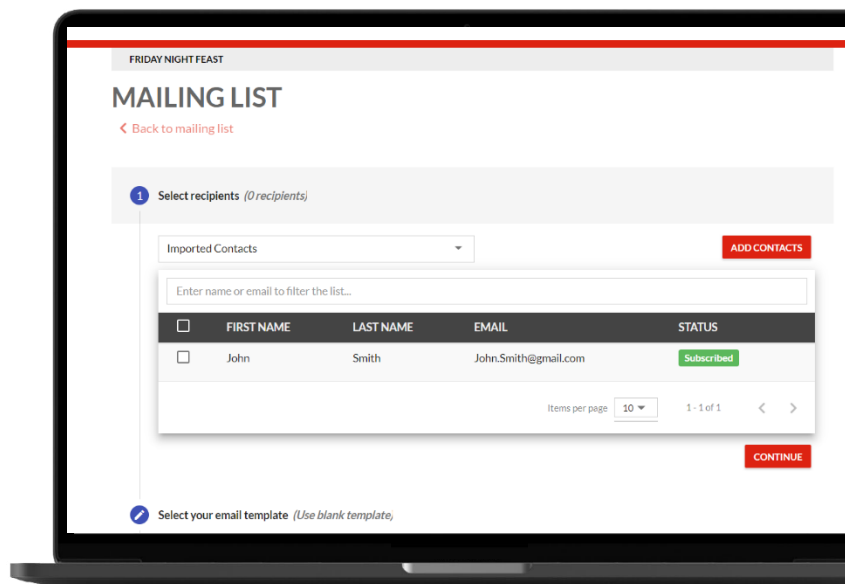 FRIDAY NIGHT FEAST
MAILING LIST
Back to mailing list
1 Select recipients (0 recipients)
Imported Contacts
ADD CONTACTS
Enter name or email to filter the list...
FIRST NAME LAST NAME EMAIL STATUS
John Smith John.Smith@gmail.com Subscribed
Items per page 10 1 - 1 of 1
CONTINUE
Select your email template (Use blank template)